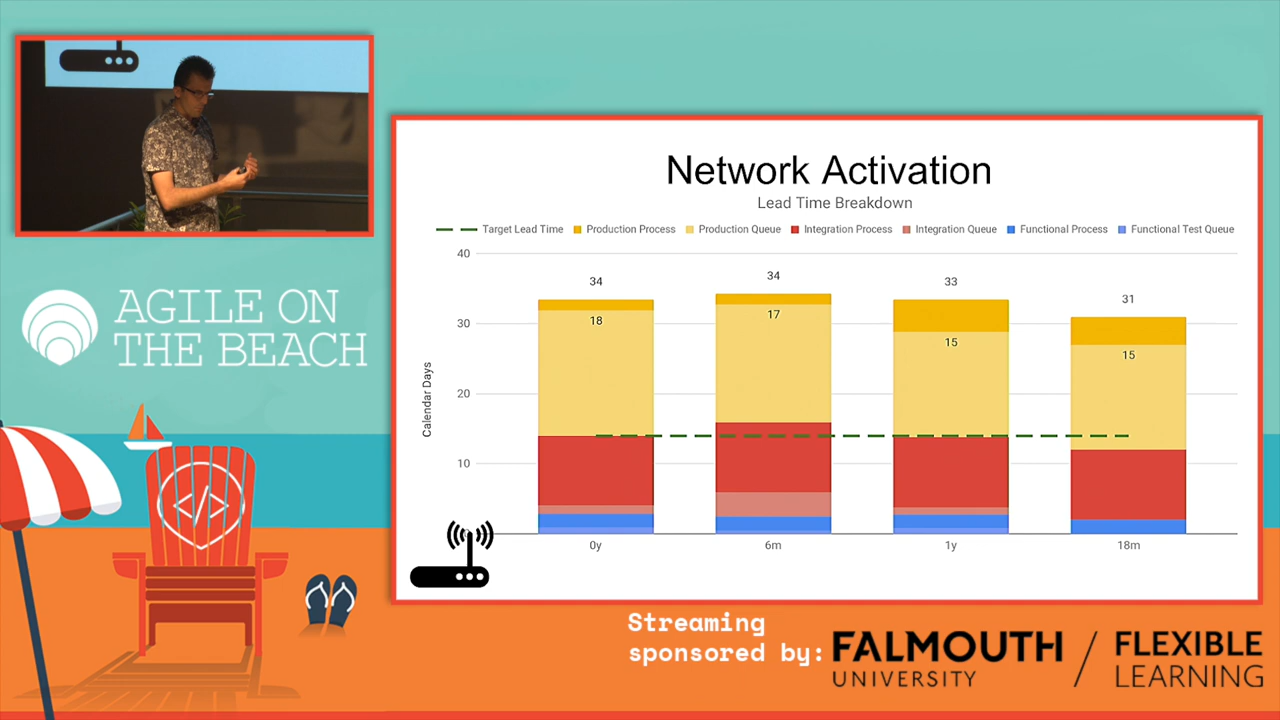 AGILE ON
THE BEACH
</>
Network Activation
Lead Time Breakdown
Target Lead Time Production Process Production Queue Integration Process Integration Queue Functional Process Functional Test Queue
Calendar Days
40
30
20
10
34
18
34
17
33
15
31
15
0y
6m
1y
18m
Streaming
sponsored by:
FALMOUTH
UNIVERSITY
/
FLEXIBLE
LEARNING